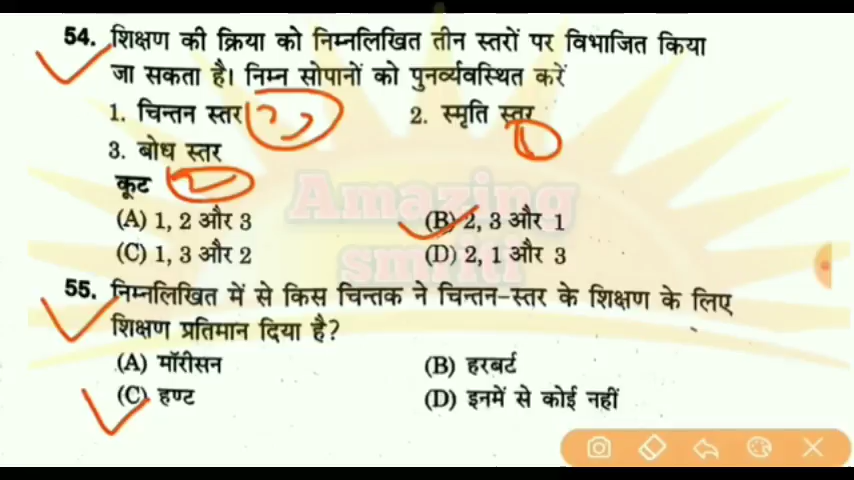 54. शिक्षण की क्रिया को निम्नलिखित तीन स्तरों पर विभाजित किया
जा सकता है। निम्न सोपानों को पुनर्व्यवस्थित करें
1. चिन्तन स्तर 2. स्मृति स्तर
3. बोध स्तर
कूट
(A) 1, 2 और 3 (B) 2, 3 और 1
(C) 1, 3 और 2 (D) 2, 1 और 3
55. निम्नलिखित में से किस चिन्तक ने चिन्तन-स्तर के शिक्षण के लिए
शिक्षण प्रतिमान दिया है?
(A) मॉरीसन (B) हरबर्ट
(C) हण्ट (D) इनमें से कोई नहीं
Amazing
smriti